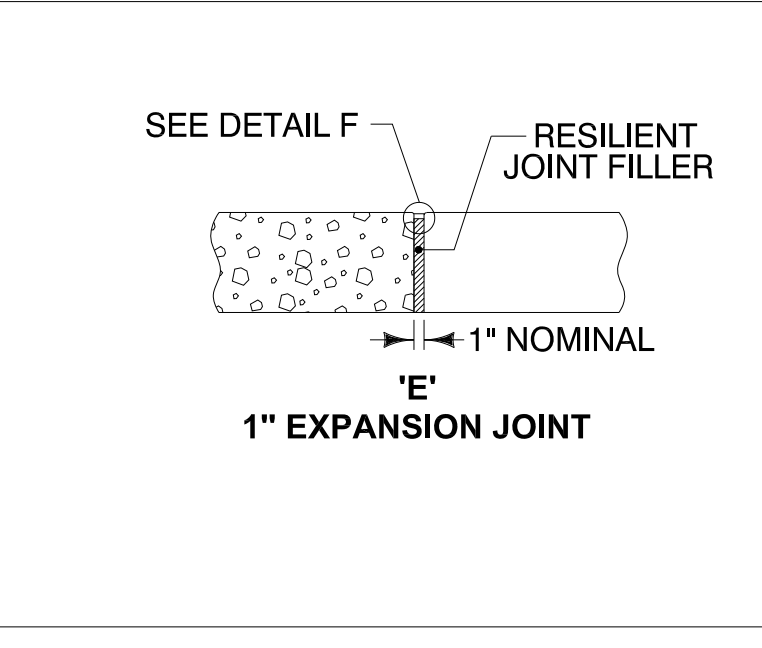 SEE DETAIL F
RESILIENT
JOINT FILLER
1" NOMINAL
'E'
1" EXPANSION JOINT